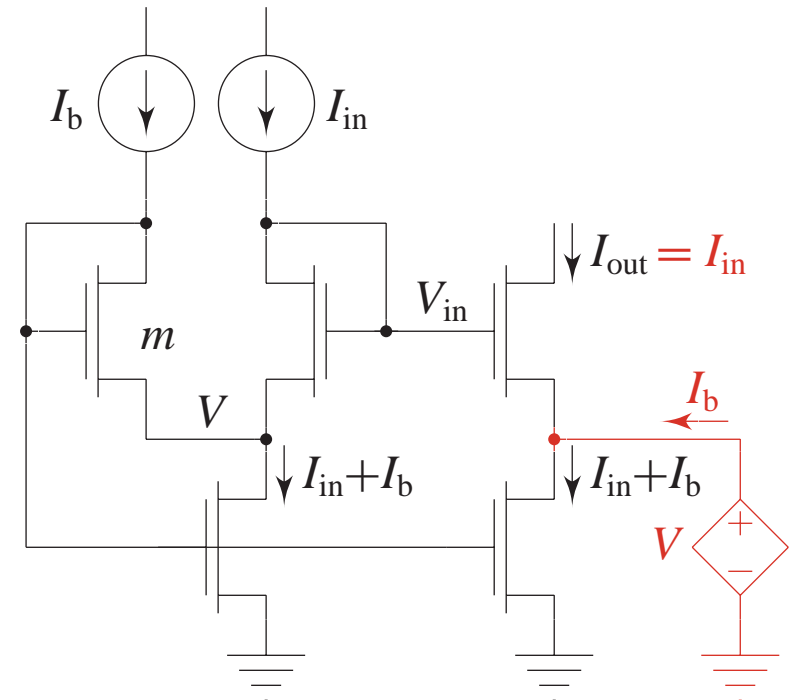 I_b
I_in
I_out = I_in
V_in
m
I_b
V
I_in+I_b
I_in+I_b
V
+
−